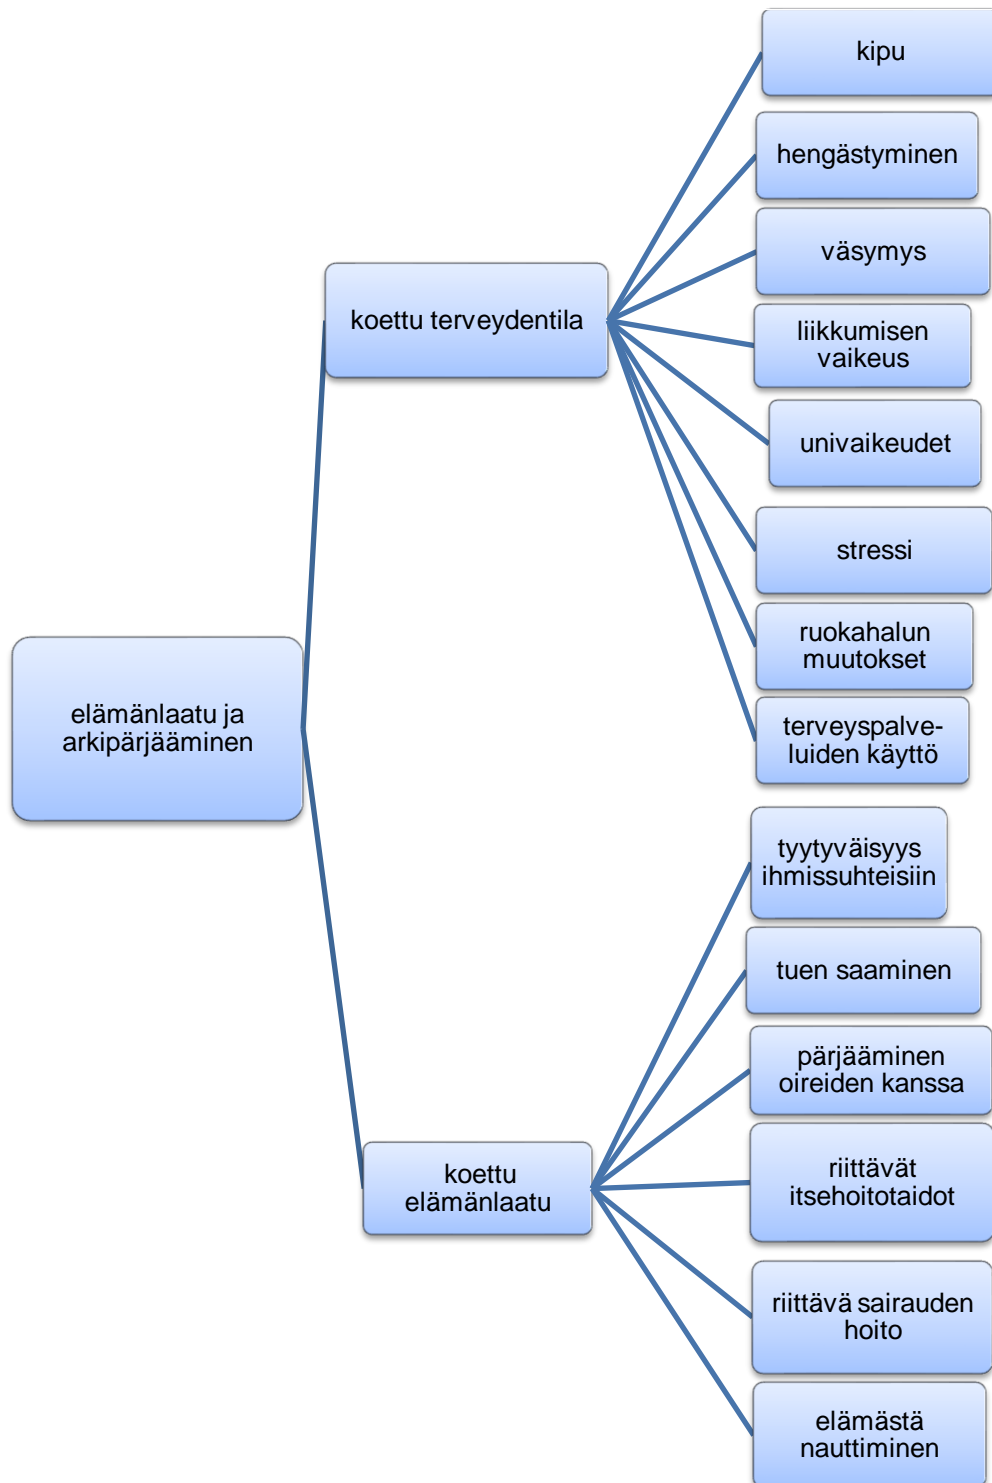 kipu
hengästyminen
väsymys
koettu terveydentila
liikkumisen
vaikeus
univaikeudet
stressi
ruokahalun
muutokset
terveyspalve-
luiden käyttö
elämänlaatu ja
arkipärjääminen
tyytyväisyys
ihmissuhteisiin
tuen saaminen
pärjääminen
oireiden kanssa
koettu
elämänlaatu
riittävät
itsehoitotaidot
riittävä sairauden
hoito
elämästä
nauttiminen